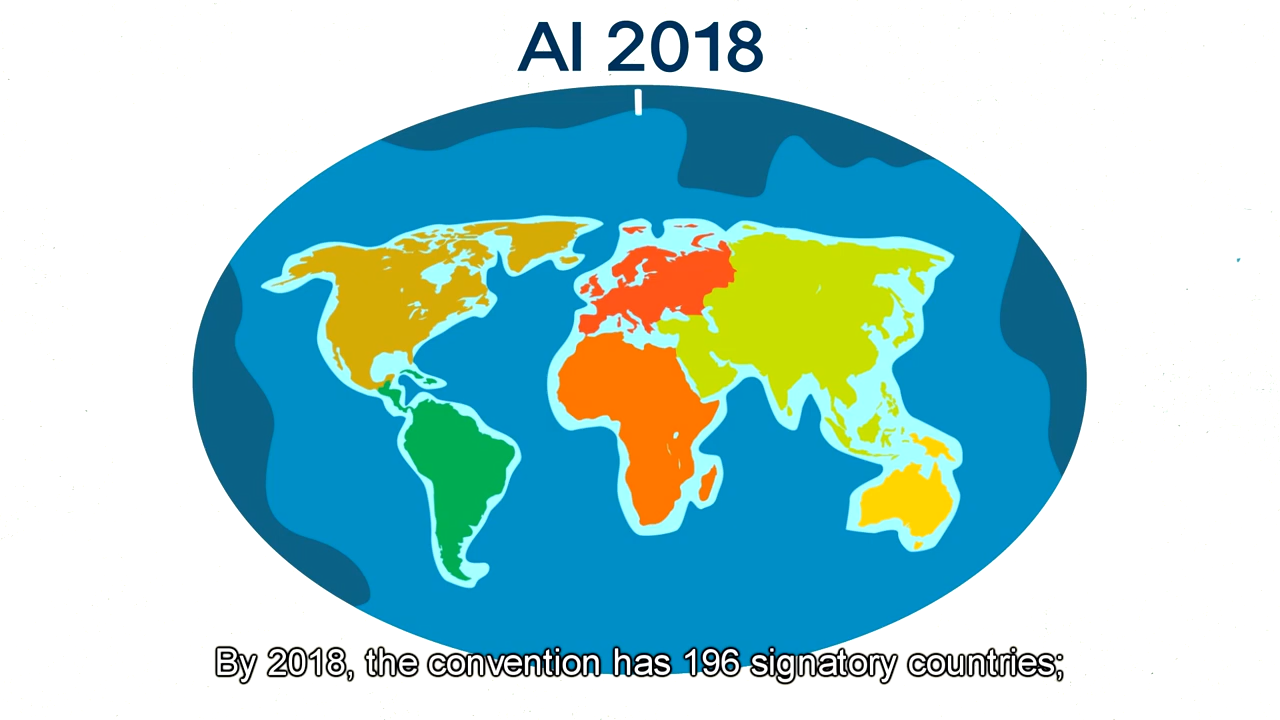 AI 2018
By 2018, the convention has 196 signatory countries;